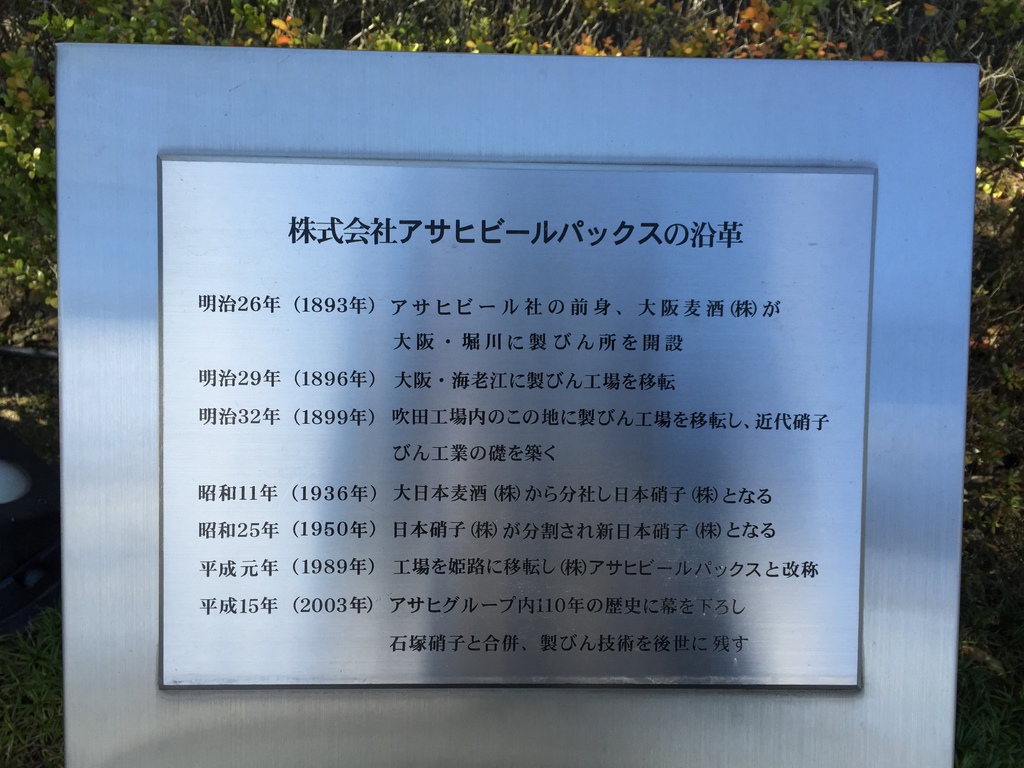 株式会社アサヒビールパックスの沿革
明治26年（1893年）アサヒビール社の前身、大阪麦酒(株)が
大阪・堀川に製びん所を開設
明治29年（1896年）大阪・海老江に製びん工場を移転
明治32年（1899年）吹田工場内のこの地に製びん工場を移転し、近代硝子
びん工業の礎を築く
昭和11年（1936年）大日本麦酒(株)から分社し日本硝子(株)となる
昭和25年（1950年）日本硝子(株)が分割され新日本硝子(株)となる
平成元年（1989年）工場を姫路に移転し(株)アサヒビールパックスと改称
平成15年（2003年）アサヒグループ内110年の歴史に幕を下ろし
石塚硝子と合併、製びん技術を後世に残す